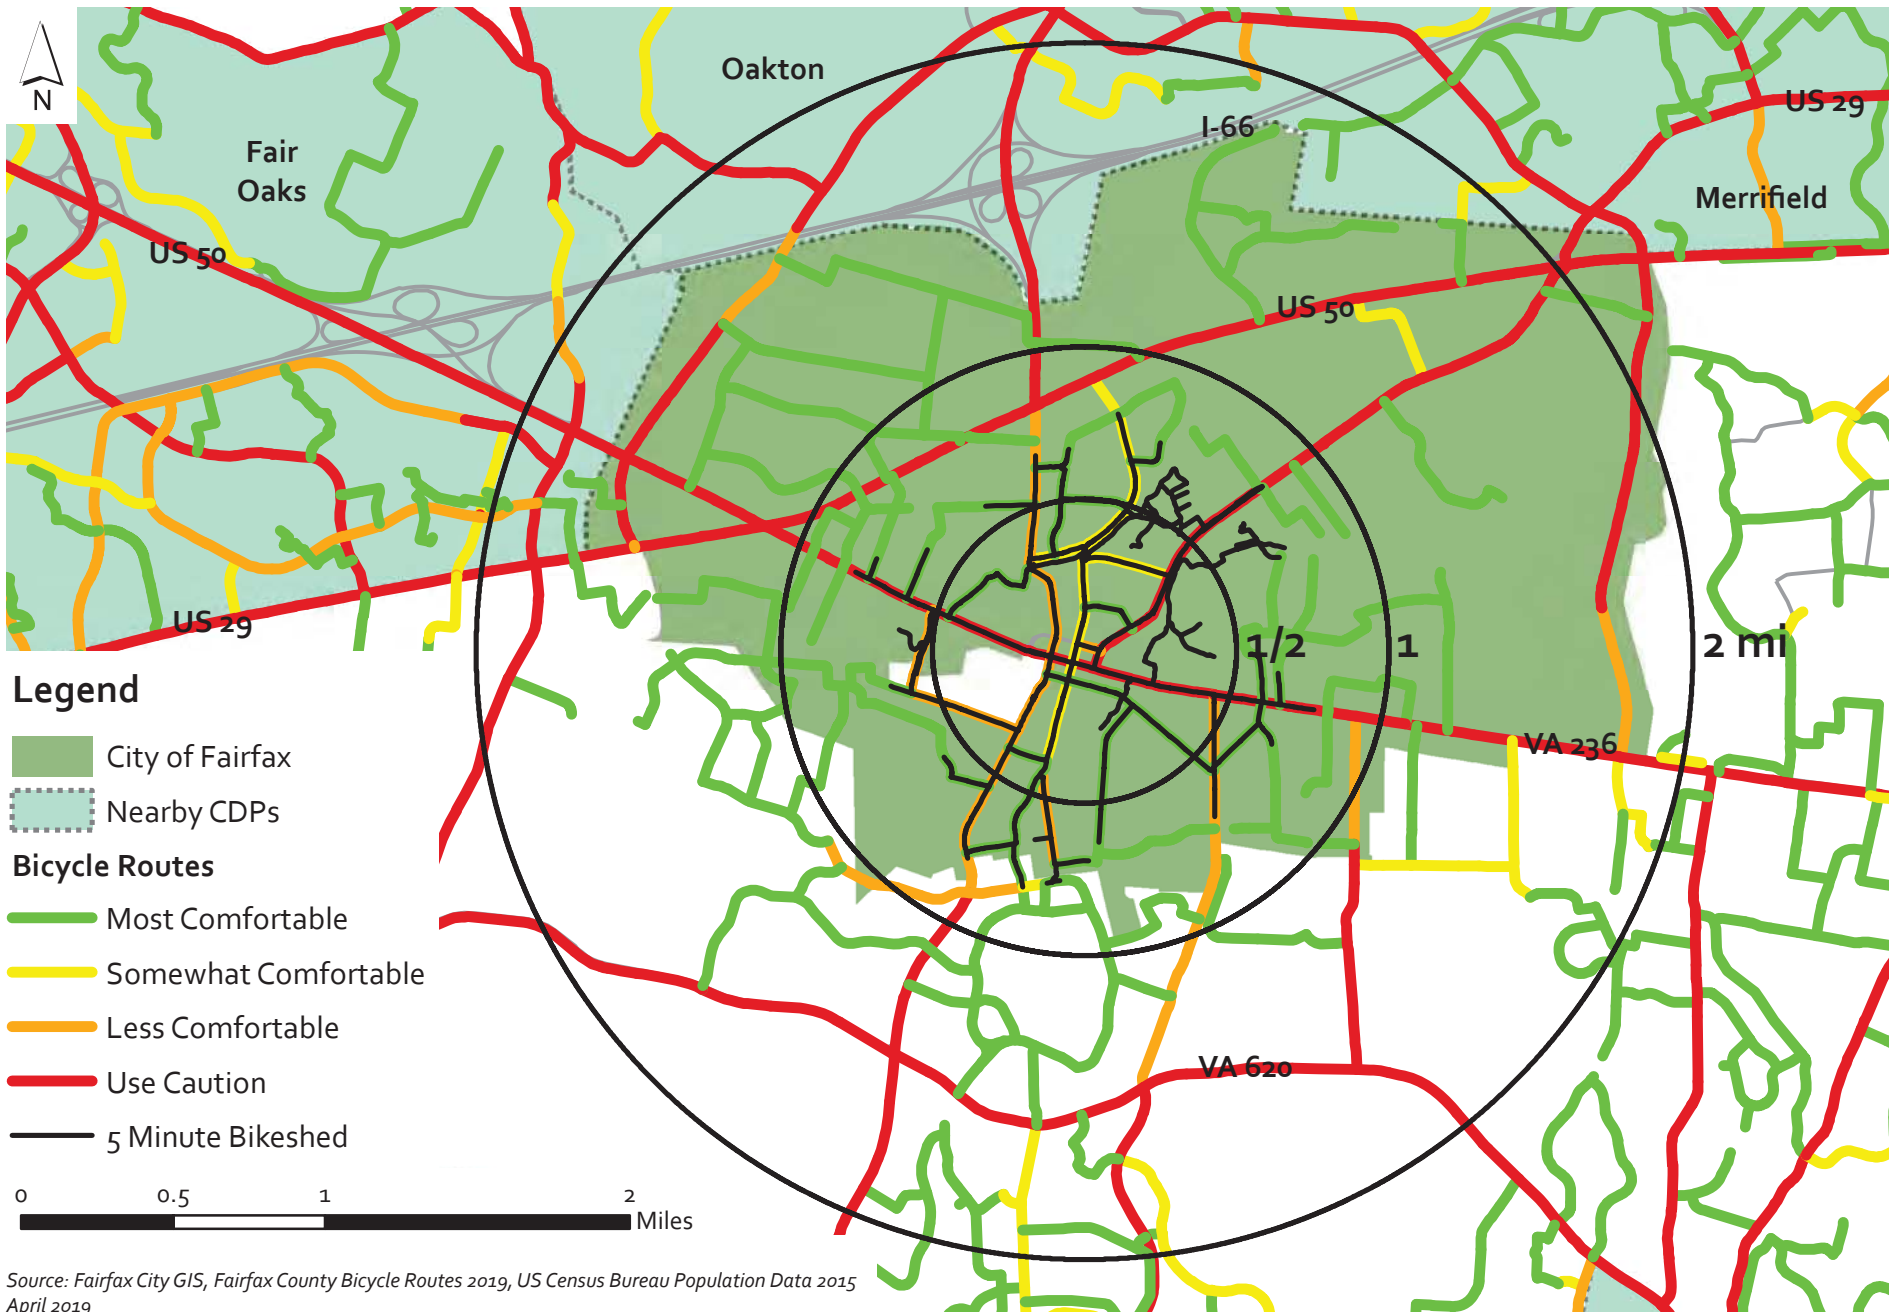 N
Oakton
Fair
Oaks
I-66
US 29
Merrifield
US 50
US 50
US 29
1/2
1
2 mi
VA 236
VA 620
Legend
City of Fairfax
Nearby CDPs
Bicycle Routes
Most Comfortable
Somewhat Comfortable
Less Comfortable
Use Caution
5 Minute Bikeshed
0 0.5 1 2
Miles
Source: Fairfax City GIS, Fairfax County Bicycle Routes 2019, US Census Bureau Population Data 2015
April 2019